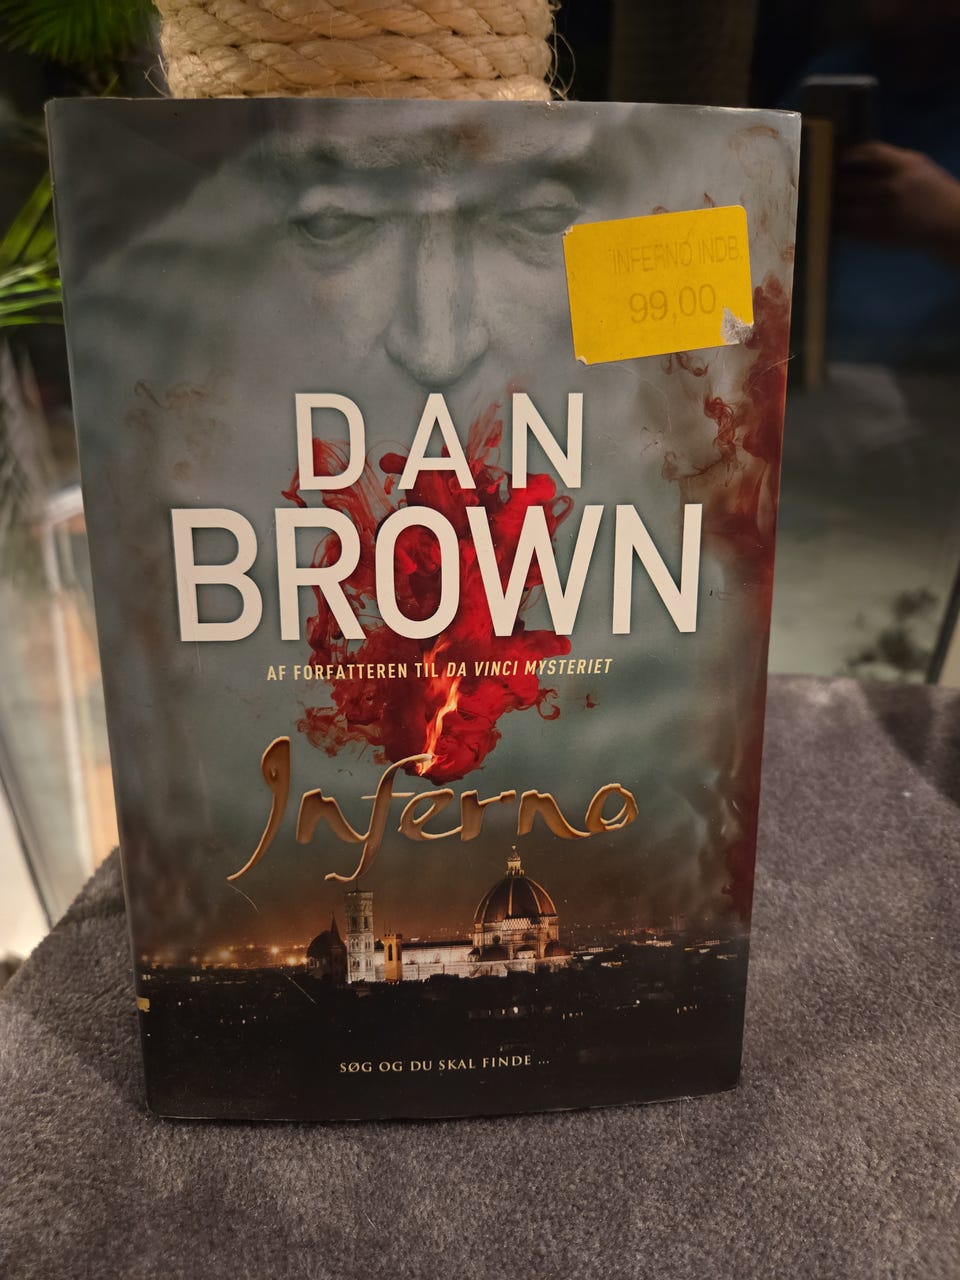 INFERNO INDB.
99,00
DAN
BROWN
AF FORFATTEREN TIL DA VINCI MYSTERIET
Inferno
SØG OG DU SKAL FINDE ...